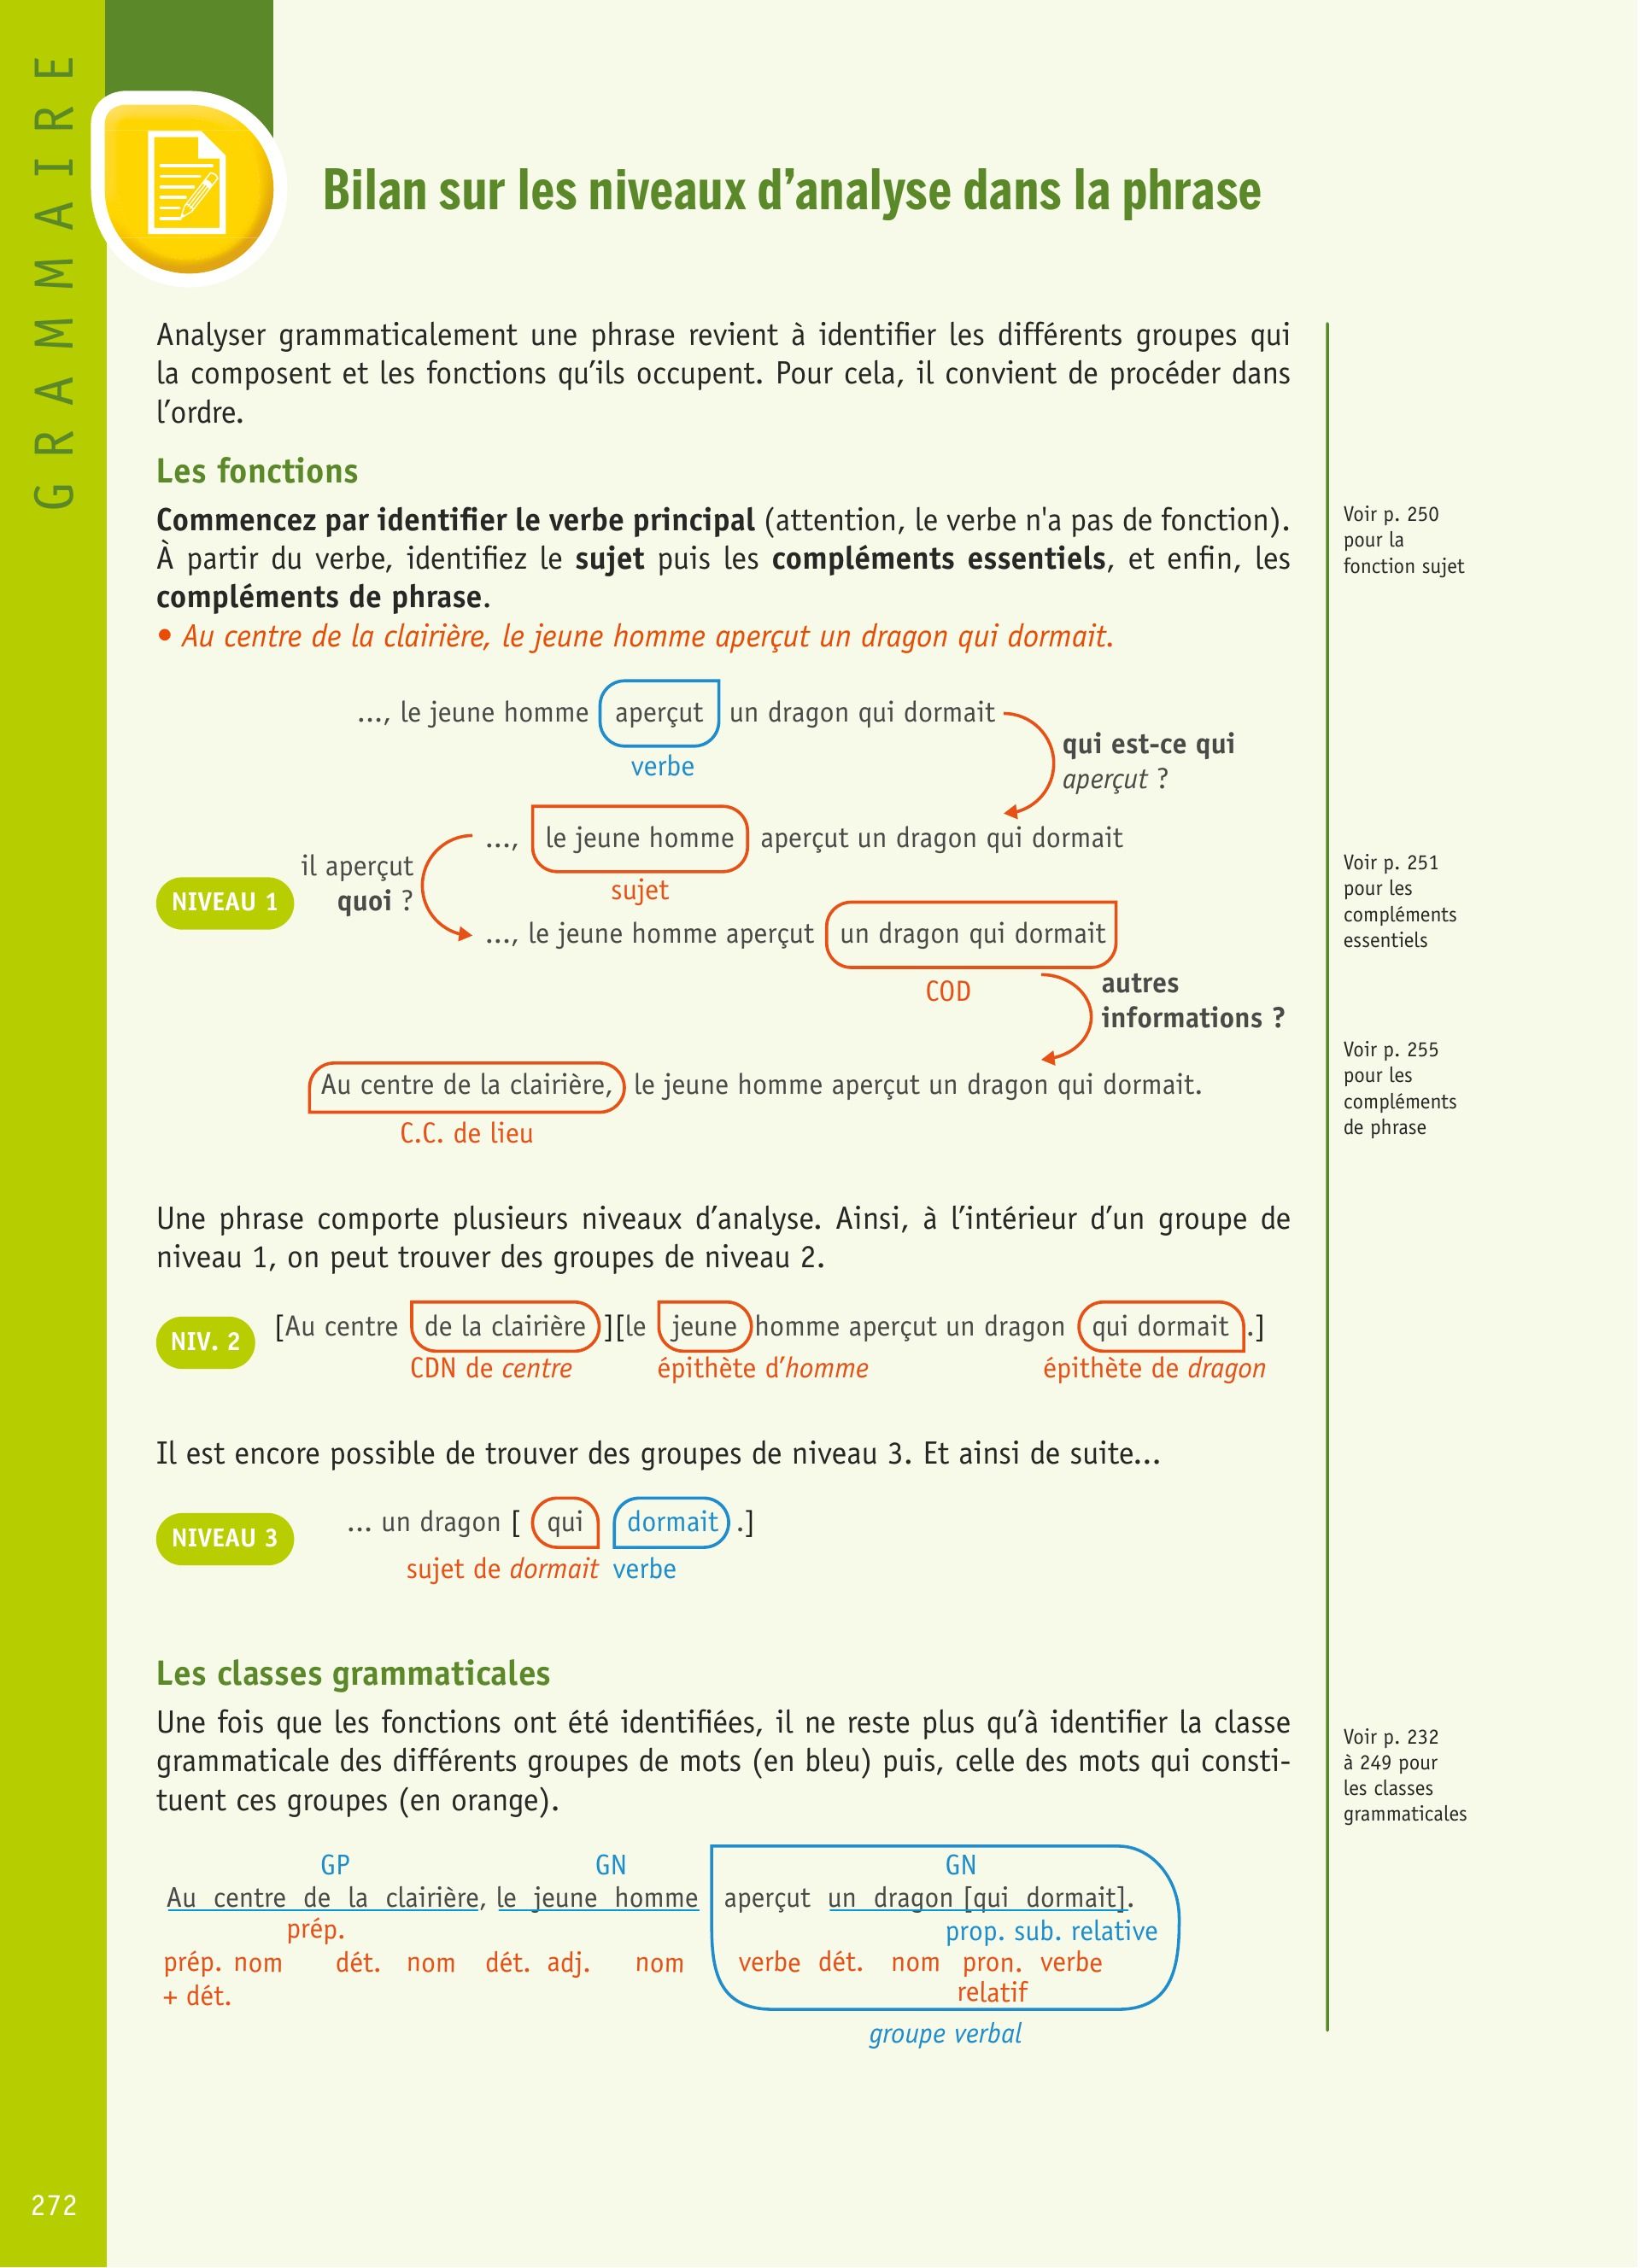 GRAMMAIRE
Bilan sur les niveaux d’analyse dans la phrase
Analyser grammaticalement une phrase revient à identifier les différents groupes qui
la composent et les fonctions qu’ils occupent. Pour cela, il convient de procéder dans
l’ordre.
Les fonctions
Commencez par identifier le verbe principal (attention, le verbe n'a pas de fonction).
À partir du verbe, identifiez le sujet puis les compléments essentiels, et enfin, les
compléments de phrase.
• Au centre de la clairière, le jeune homme aperçut un dragon qui dormait.
Voir p. 250
pour la
fonction sujet
..., le jeune homme aperçut un dragon qui dormait
verbe
qui est-ce qui
aperçut ?
..., le jeune homme aperçut un dragon qui dormait
sujet
il aperçut
quoi ?
NIVEAU 1
..., le jeune homme aperçut un dragon qui dormait
COD
Voir p. 251
pour les
compléments
essentiels
autres
informations ?
Au centre de la clairière, le jeune homme aperçut un dragon qui dormait.
C.C. de lieu
Voir p. 255
pour les
compléments
de phrase
Une phrase comporte plusieurs niveaux d’analyse. Ainsi, à l’intérieur d’un groupe de
niveau 1, on peut trouver des groupes de niveau 2.
NIV. 2
[Au centre de la clairière][le jeune homme aperçut un dragon qui dormait.]
CDN de centre épithète d’homme épithète de dragon
Il est encore possible de trouver des groupes de niveau 3. Et ainsi de suite...
NIVEAU 3
... un dragon [ qui dormait .]
sujet de dormait verbe
Les classes grammaticales
Une fois que les fonctions ont été identifiées, il ne reste plus qu’à identifier la classe
grammaticale des différents groupes de mots (en bleu) puis, celle des mots qui consti-
tuent ces groupes (en orange).
Voir p. 232
à 249 pour
les classes
grammaticales
GP GN GN
Au centre de la clairière, le jeune homme aperçut un dragon [qui dormait].
prép. prop. sub. relative
prép. nom dét. nom dét. adj. nom verbe dét. nom pron. verbe
+ dét. relatif
groupe verbal
272